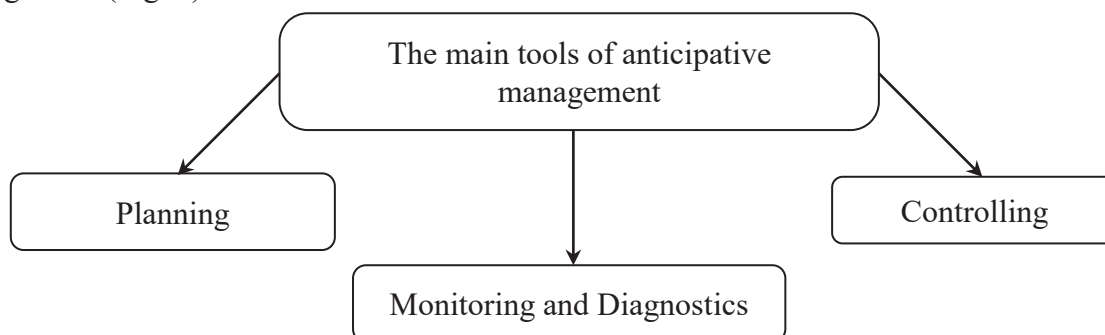 The main tools of anticipative
management
Planning
Controlling
Monitoring and Diagnostics